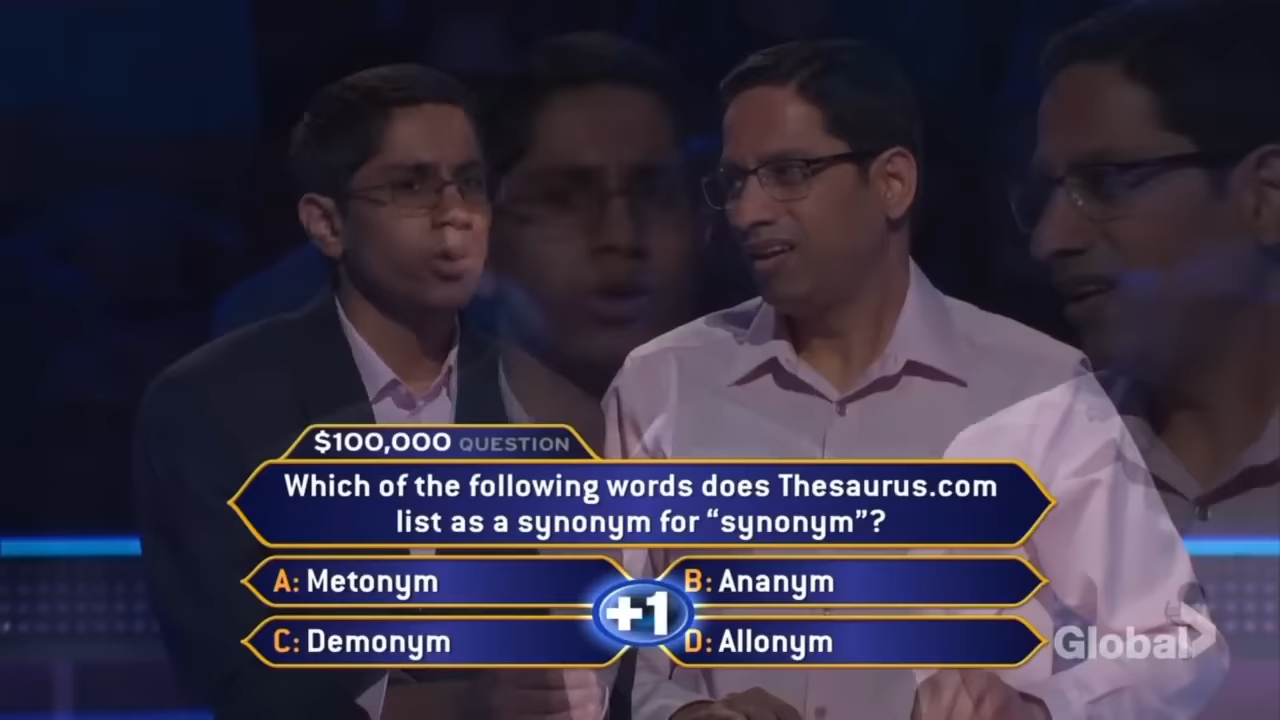 $100,000 QUESTION
Which of the following words does Thesaurus.com
list as a synonym for “synonym”?
A: Metonym
B: Ananym
+1
C: Demonym
D: Allonym
Global